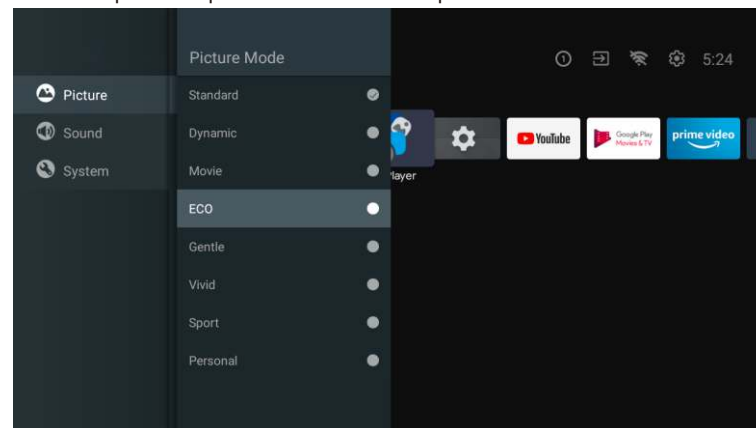 Picture Mode
1
5:24
Picture
Sound
System
Standard
Dynamic
Movie
ECO
Gentle
Vivid
Sport
Personal
layer
YouTube
Google Play
Movies & TV
prime video